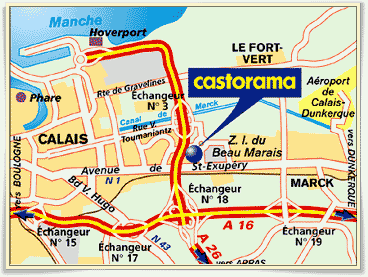 Manche
Hoverport
LE FORT-
VERT
castorama
Aéroport
de Calais-
Dunkerque
Phare
Rte de Gravelines
Échangeur
N° 3
Canal de Marck
Rue V.
Toumaniantz
CALAIS
Z. I. du
Beau Marais
Avenue de St-Exupéry
N 1
Bd V. Hugo
MARCK
vers BOULOGNE
vers DUNKERQUE
Échangeur
N° 18
A 16
Échangeur
N° 15
Échangeur
N° 17
N 43
A 26
vers ARRAS
Échangeur
N° 19